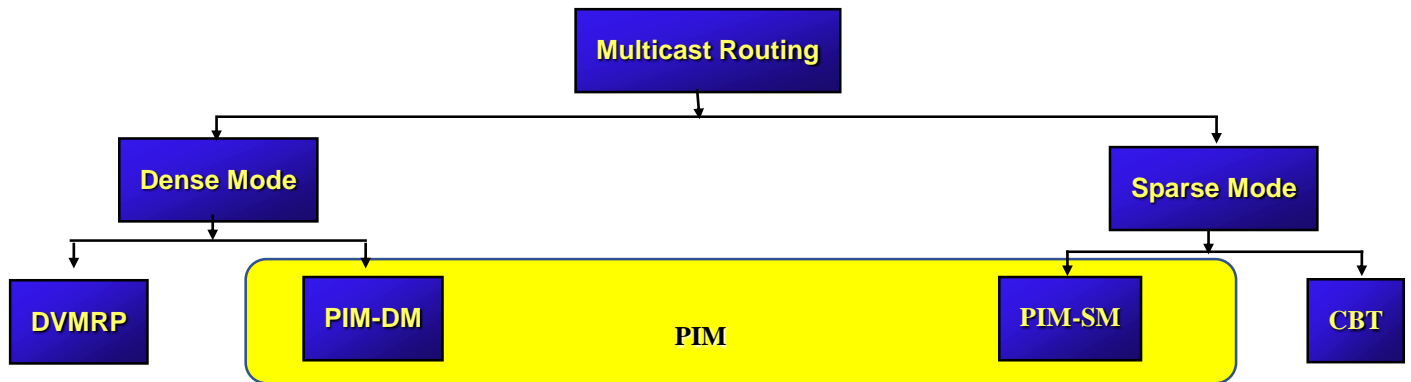 Multicast Routing
Dense Mode
Sparse Mode
DVMRP
PIM-DM
PIM
PIM-SM
CBT